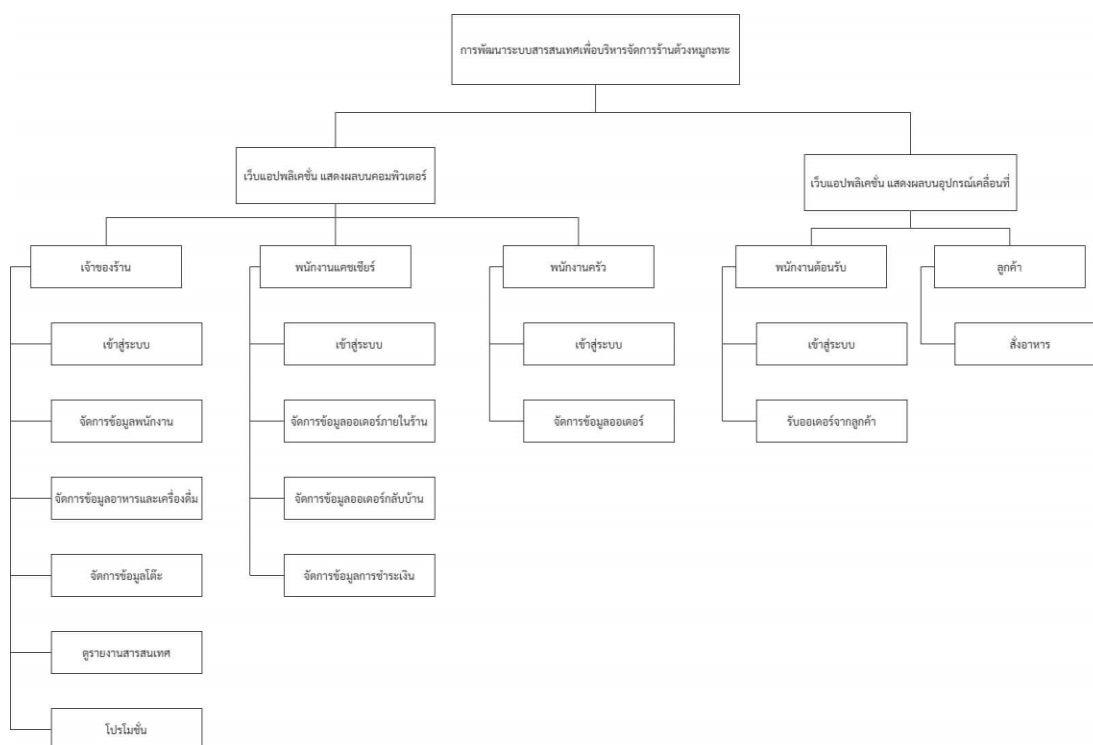 การพัฒนาระบบสารสนเทศเพื่อบริหารจัดการร้านต้วงหมูกะทะ
เว็บแอปพลิเคชั่น แสดงผลบนคอมพิวเตอร์
เว็บแอปพลิเคชั่น แสดงผลบนอุปกรณ์เคลื่อนที่
เจ้าของร้าน
พนักงานแคชเชียร์
พนักงานครัว
พนักงานต้อนรับ
ลูกค้า
เข้าสู่ระบบ
เข้าสู่ระบบ
เข้าสู่ระบบ
เข้าสู่ระบบ
สั่งอาหาร
จัดการข้อมูลพนักงาน
จัดการข้อมูลออเดอร์ภายในร้าน
จัดการข้อมูลออเดอร์
รับออเดอร์จากลูกค้า
จัดการข้อมูลอาหารและเครื่องดื่ม
จัดการข้อมูลออเดอร์กลับบ้าน
จัดการข้อมูลโต๊ะ
จัดการข้อมูลการชำระเงิน
ดูรายงานสารสนเทศ
โปรโมชั่น